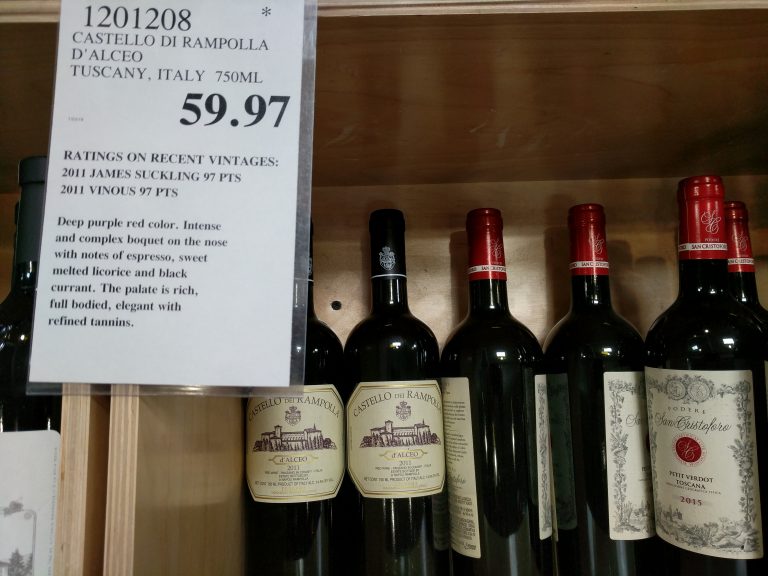 1201208 *
CASTELLO DI RAMPOLLA
D'ALCEO
TUSCANY, ITALY 750ML
59.97
RATINGS ON RECENT VINTAGES:
2011 JAMES SUCKLING 97 PTS
2011 VINOUS 97 PTS
Deep purple red color. Intense
and complex boquet on the nose
with notes of espresso, sweet
melted licorice and black
currant. The palate is rich,
full bodied, elegant with
refined tannins.
CASTELLO DEI RAMPOLLA
d'ALCEO
2011
CASTELLO DEI RAMPOLLA
d'ALCEO
2011
SAN CRISTOFORO
PODERE
San Cristoforo
PETIT VERDOT
TOSCANA
2015